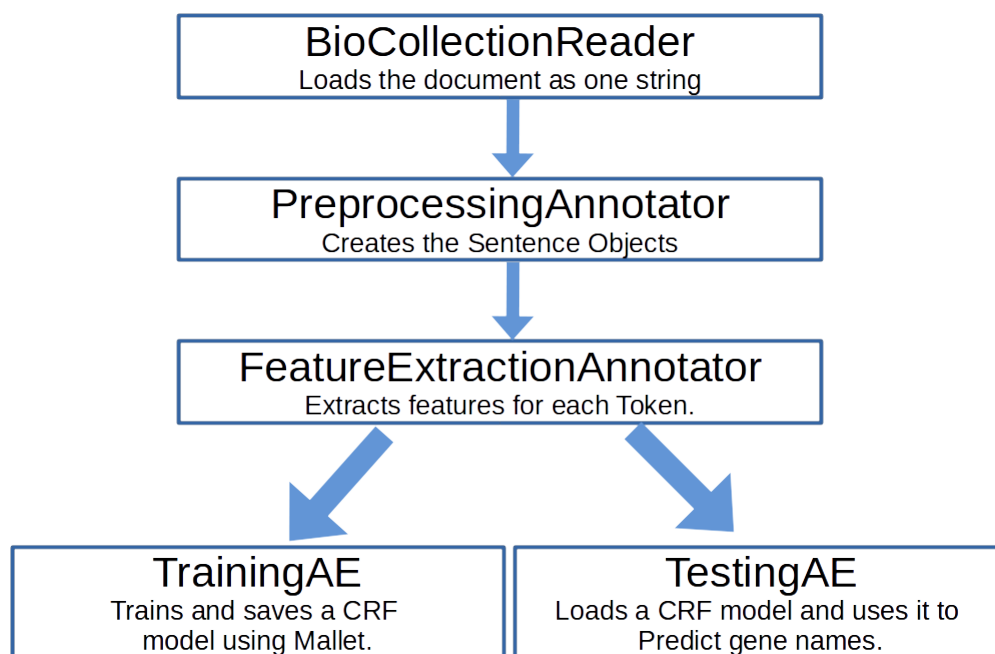 BioCollectionReader
Loads the document as one string
PreprocessingAnnotator
Creates the Sentence Objects
FeatureExtractionAnnotator
Extracts features for each Token.
TrainingAE
Trains and saves a CRF
model using Mallet.
TestingAE
Loads a CRF model and uses it to
Predict gene names.